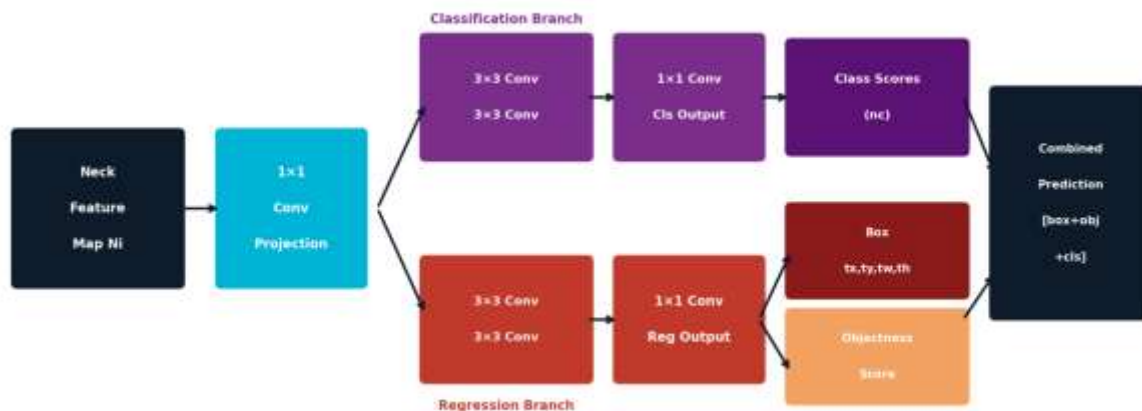 Classification Branch
3×3 Conv
3×3 Conv
1×1 Conv
Cls Output
Class Scores
(nc)
Neck
Feature
Map Ni
1×1
Conv
Projection
Combined
Prediction
[box+obj
+cls]
Box
tx,ty,tw,th
3×3 Conv
3×3 Conv
1×1 Conv
Reg Output
Objectness
Score
Regression Branch